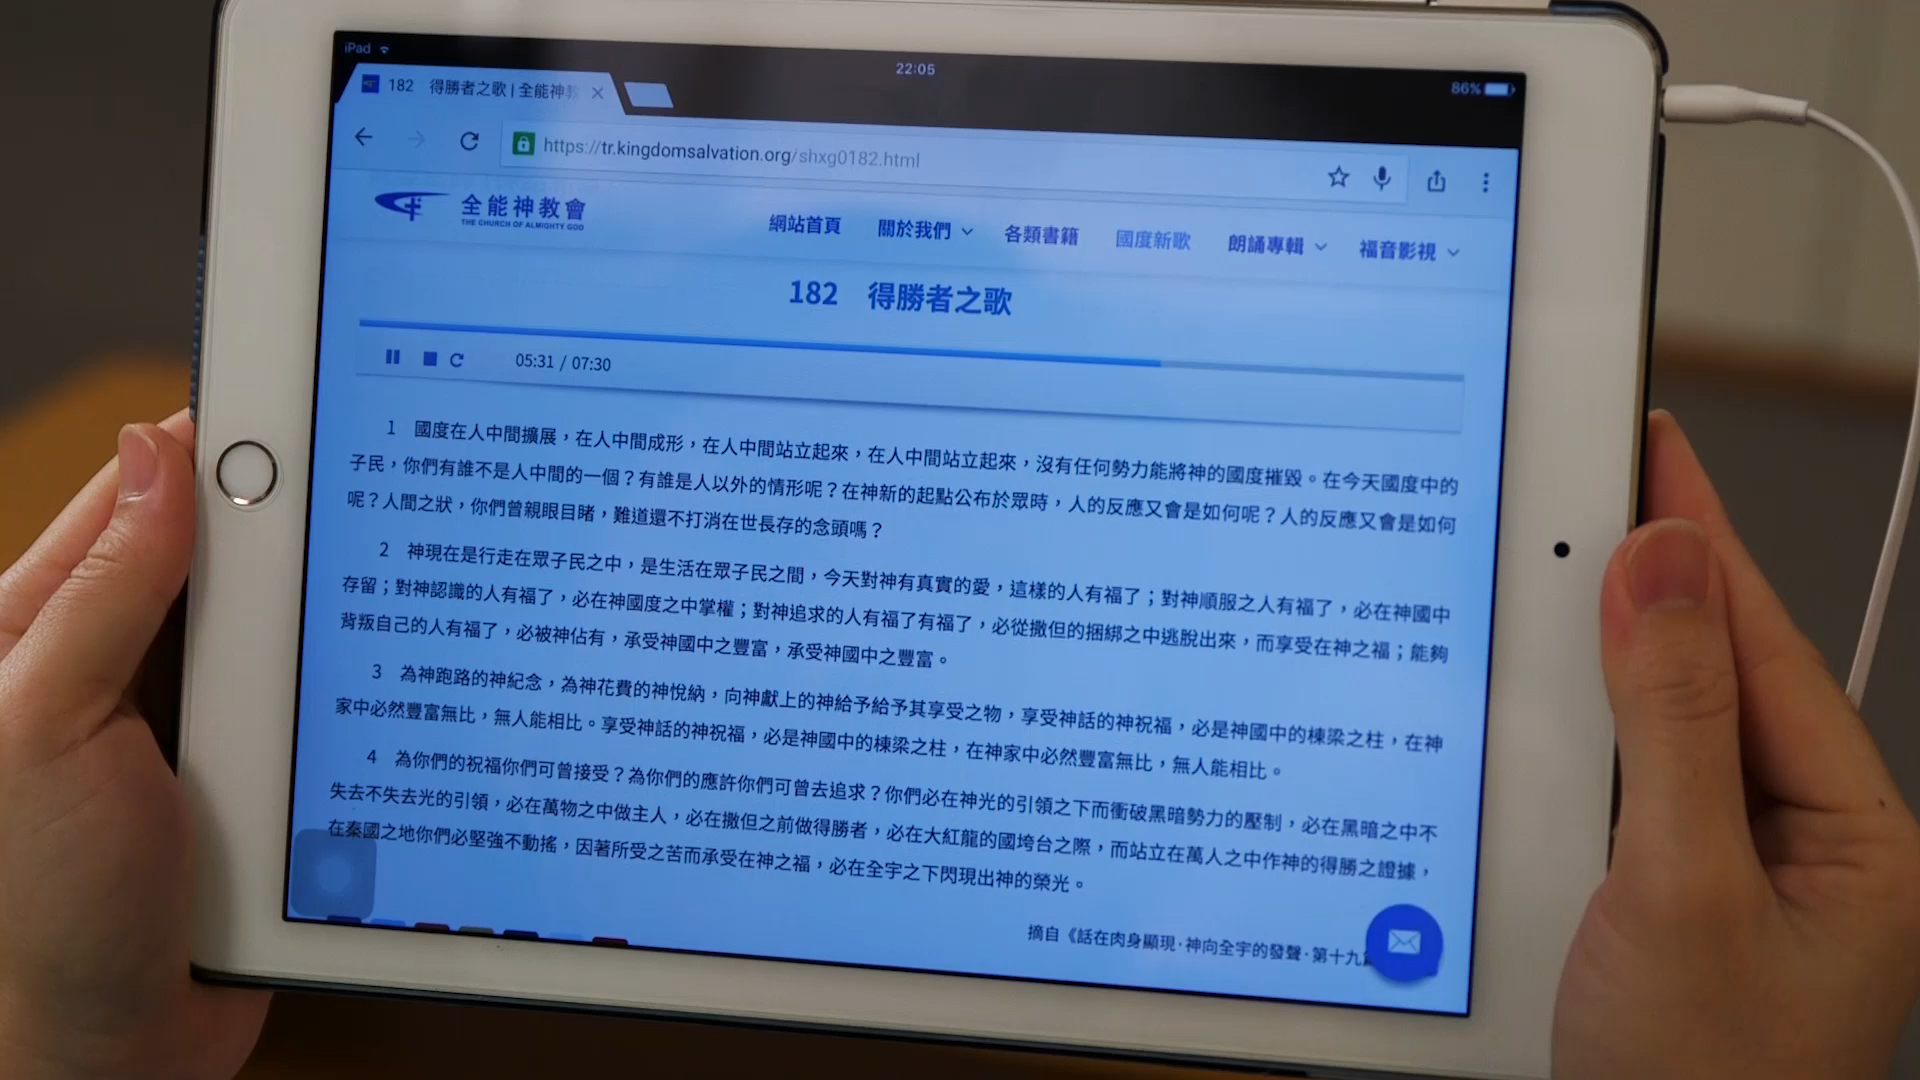 iPad
22:05
86%
182 得勝者之歌 | 全能神教
https://tr.kingdomsalvation.org/shxg0182.html
全能神教會
THE CHURCH OF ALMIGHTY GOD
網站首頁 關於我們 各類書籍 國度新歌 朗誦專輯 福音影視
182 得勝者之歌
05:31 / 07:30
1 國度在人中間擴展，在人中間成形，在人中間站立起來，在人中間站立起來，沒有任何勢力能將神的國度摧毀。在今天國度中的
子民，你們有誰不是人中間的一個？有誰是人以外的情形呢？在神新的起點公布於眾時，人的反應又會是如何呢？人的反應又會是如何
呢？人間之狀，你們曾親眼目睹，難道還不打消在世長存的念頭嗎？
2 神現在是行走在眾子民之中，是生活在眾子民之間，今天對神有真實的愛，這樣的人有福了；對神順服之人有福了，必在神國中
存留；對神認識的人有福了，必在神國度之中掌權；對神追求的人有福了有福了，必從撒但的捆綁之中逃脫出來，而享受在神之福；能夠
背叛自己的人有福了，必被神佔有，承受神國中之豐富，承受神國中之豐富。
3 為神跑路的神紀念，為神花費的神悅納，向神獻上的神給予給予其享受之物，享受神話的神祝福，必是神國中的棟梁之柱，在神
家中必然豐富無比，無人能相比。享受神話的神祝福，必是神國中的棟梁之柱，在神家中必然豐富無比，無人能相比。
4 為你們的祝福你們可曾接受？為你們的應許你們可曾去追求？你們必在神光的引領之下而衝破黑暗勢力的壓制，必在黑暗之中不
失去不失去光的引領，必在萬物之中做主人，必在撒但之前做得勝者，必在大紅龍的國垮台之際，而站立在萬人之中作神的得勝之證據，
在秦國之地你們必堅強不動搖，因著所受之苦而承受在神之福，必在全宇之下閃現出神的榮光。
摘自《話在肉身顯現·神向全宇的發聲·第十九